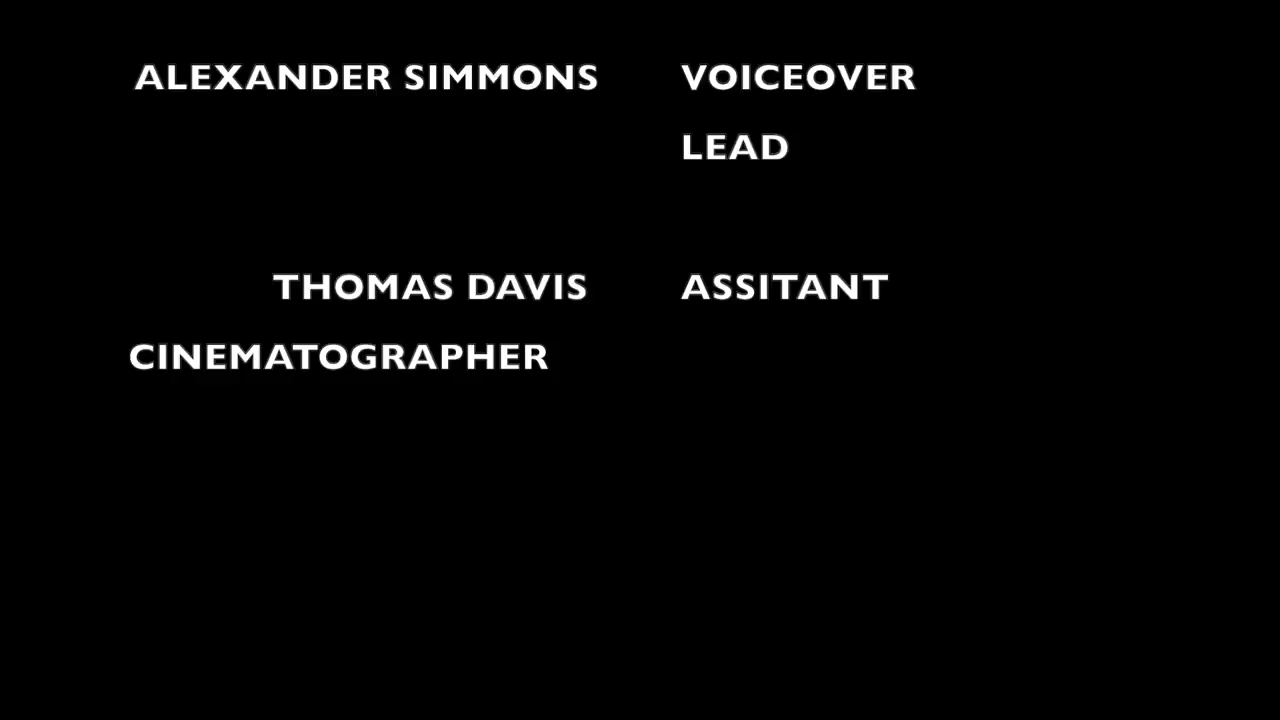 ALEXANDER SIMMONS VOICEOVER
LEAD
THOMAS DAVIS ASSITANT
CINEMATOGRAPHER